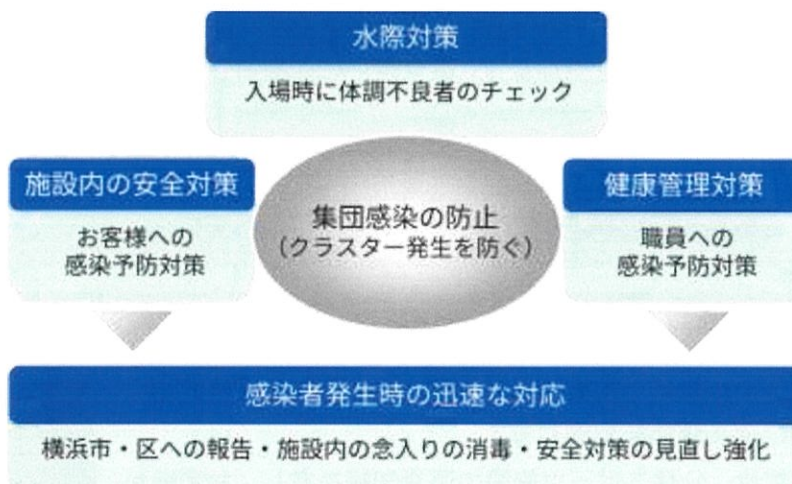 水際対策
入場時に体調不良者のチェック
施設内の安全対策
お客様への
感染予防対策
集団感染の防止
(クラスター発生を防ぐ)
健康管理対策
職員への
感染予防対策
感染者発生時の迅速な対応
横浜市・区への報告・施設内の念入りの消毒・安全対策の見直し強化